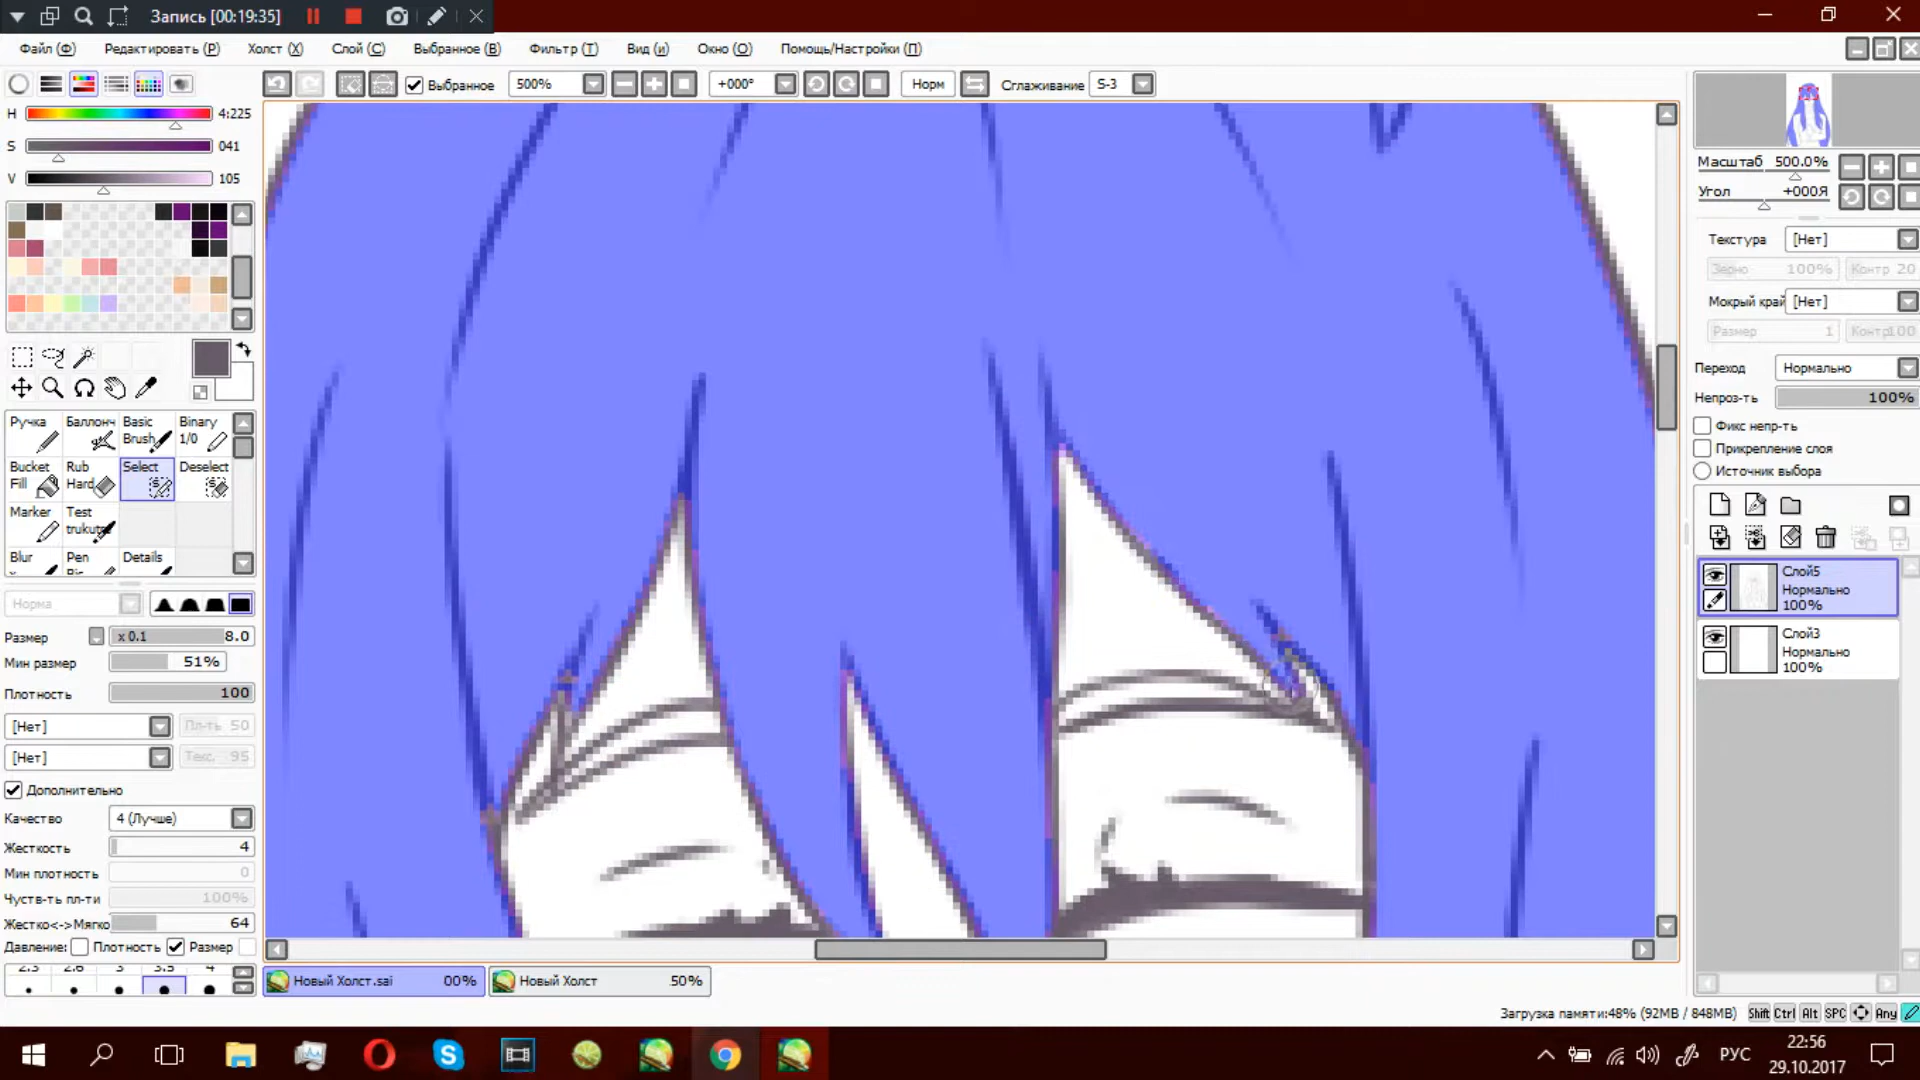 Запись [00:19:35]
Файл (Ф) Редактировать (Р) Холст (Х) Слой (С) Выбранное (В) Фильтр (Т) Вид (и) Окно (О) Помощь/Настройки (П)
Выбранное 500% +000° Норм Сглаживание S-3
H 4:225
S 041
V 105
Ручка Баллонч Basic Brush Binary 1/0
Bucket Fill Rub Hard Select Deselect
Marker Test trukut
Blur Pen Details
Норма
Размер x 0.1 8.0
Мин размер 51%
Плотность 100
[Нет] Пл-ть 50
[Нет] Текс. 95
Дополнительно
Качество 4 (Лучше)
Жесткость 4
Мин плотность 0
Чуств-ть пл-ти 100%
Жестко<->Мягко 64
Давление: Плотность Размер
2.3 2.6 3 3.5 4
Новый Холст.sai 00% Новый Холст 50%
Масштаб 500.0%
Угол +000Я
Текстура [Нет]
Зерно 100% Контр 20
Мокрый край [Нет]
Размер 1 Контр100
Переход Нормально
Непроз-ть 100%
Фикс непр-ть
Прикрепление слоя
Источник выбора
Слой5
Нормально
100%
Слой3
Нормально
100%
Загрузка памяти:48% (92MB / 848MB) Shift Ctrl Alt SPC Any
РУС
22:56
29.10.2017